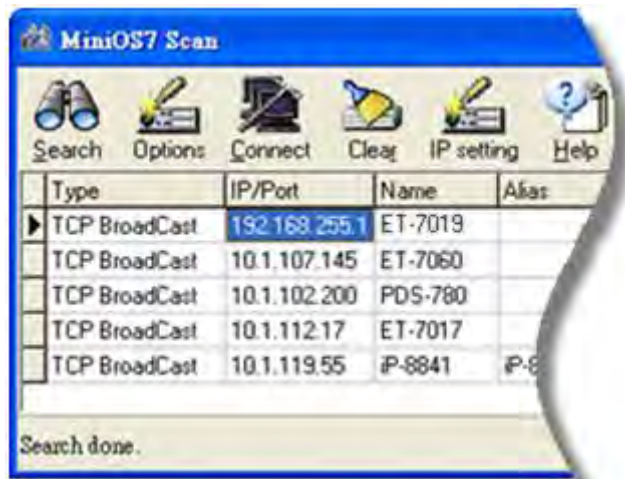 MiniOS7 Scan
Search Options Connect Clear IP setting Help
Type IP/Port Name Alias
TCP BroadCast 192.168.255.1 ET-7019
TCP BroadCast 10.1.107.145 ET-7060
TCP BroadCast 10.1.102.200 PDS-780
TCP BroadCast 10.1.112.17 ET-7017
TCP BroadCast 10.1.119.55 iP-8841 iP-8
Search done.